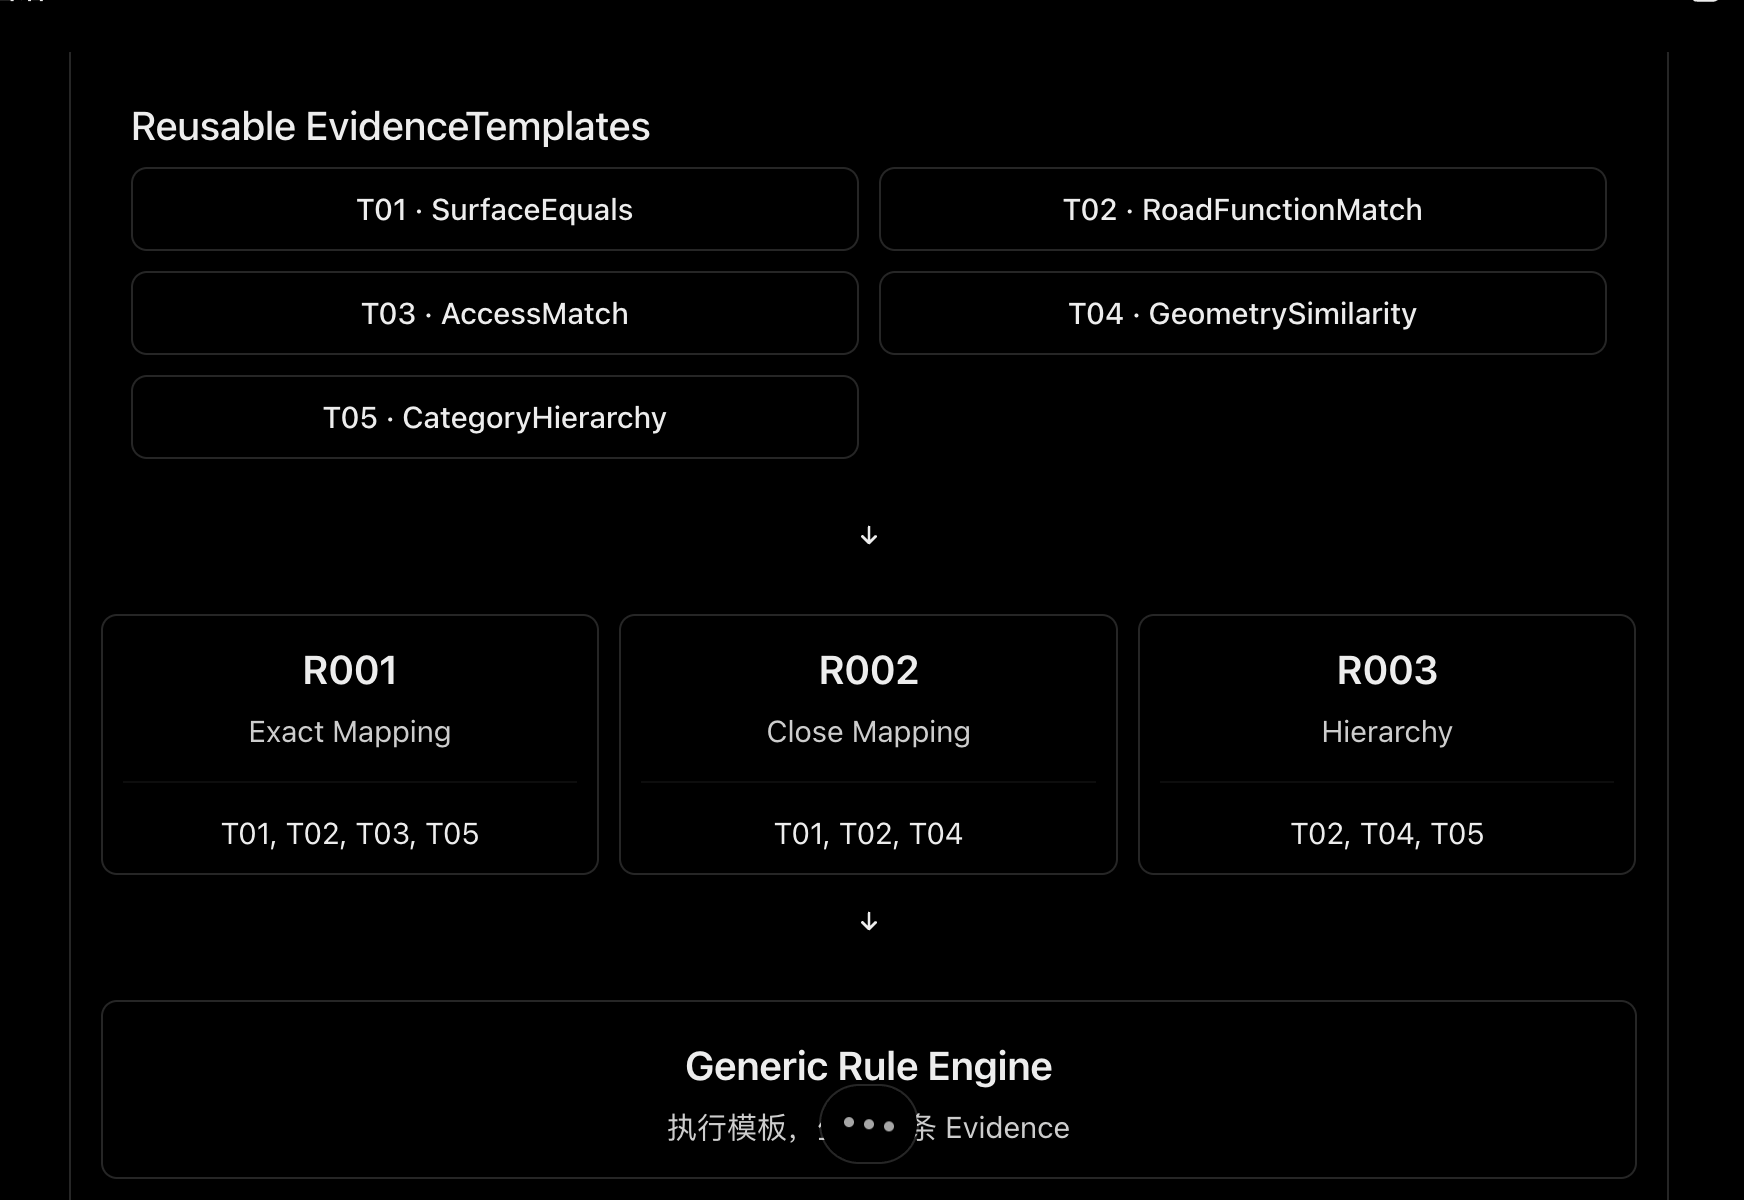 Reusable EvidenceTemplates
T01 · SurfaceEquals
T02 · RoadFunctionMatch
T03 · AccessMatch
T04 · GeometrySimilarity
T05 · CategoryHierarchy
↓
R001
Exact Mapping
T01, T02, T03, T05
R002
Close Mapping
T01, T02, T04
R003
Hierarchy
T02, T04, T05
↓
Generic Rule Engine
执行模板，条 Evidence